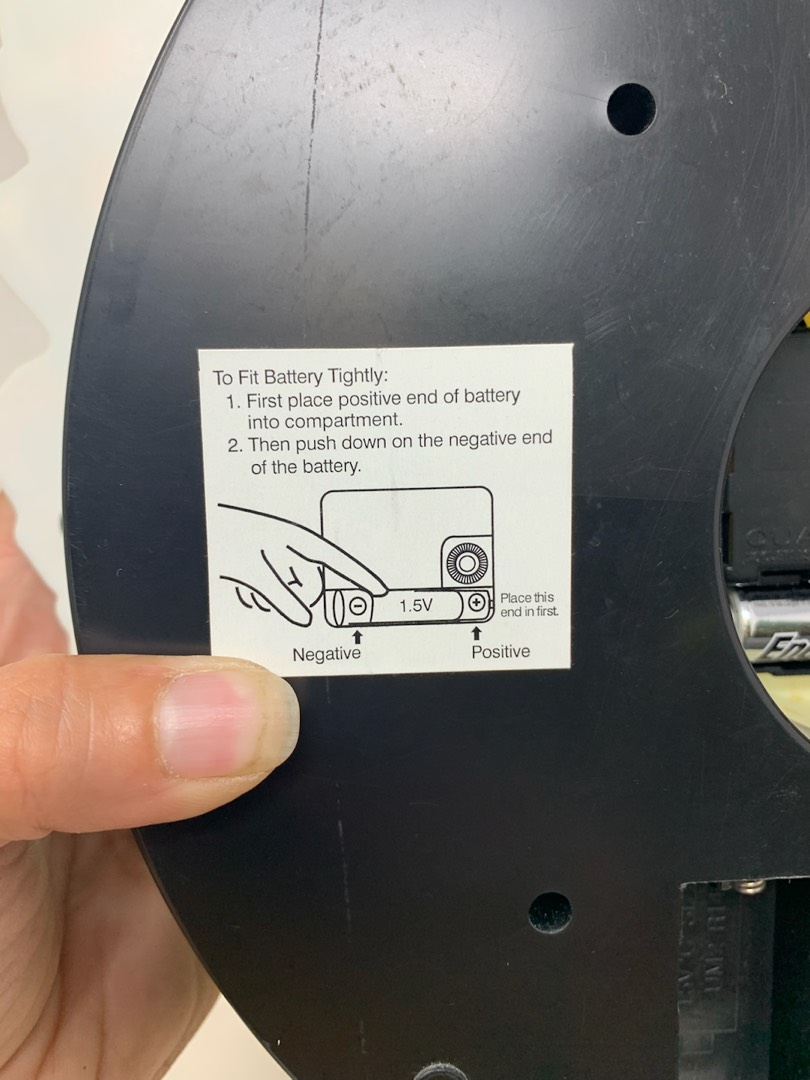 To Fit Battery Tightly:
1. First place positive end of battery
into compartment.
2. Then push down on the negative end
of the battery.
1.5V
Place this
end in first.
Negative
Positive